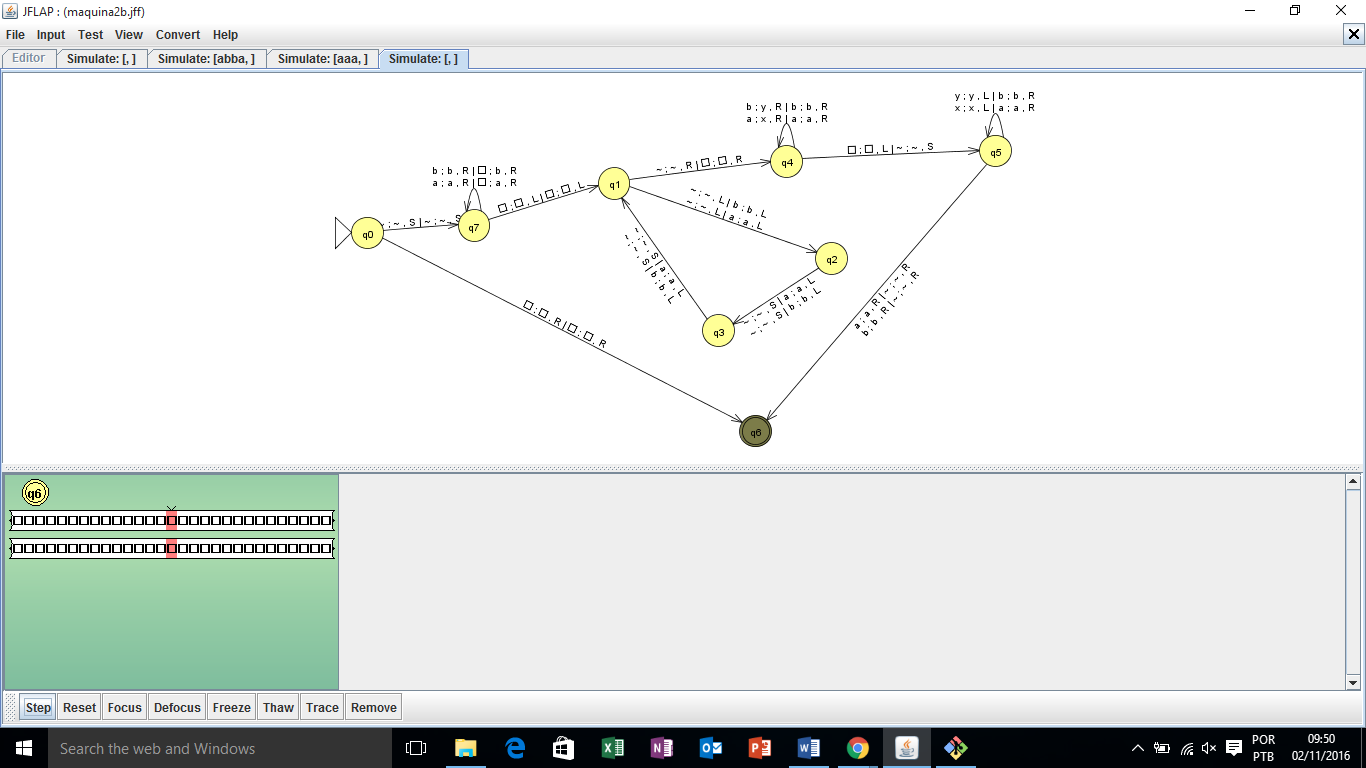 JFLAP : (maquina2b.jff)
File Input Test View Convert Help
Editor Simulate: [, ] Simulate: [abba, ] Simulate: [aaa, ] Simulate: [, ]
y ; y , L | b ; b , R
x ; x , L | a ; a , R
b ; y , R | b ; b , R
a ; x , R | a ; a , R
□ ; □ , L | ~ ; ~ , S
q5
q4
~ ; ~ , R | □ ; □ , R
b ; b , R | □ ; b , R
a ; a , R | □ ; a , R
□ ; □ , L | □ ; □ , L
q1
~ ; ~ , L | b ; b , L
~ ; ~ , L | a ; a , L
; ~ , S | ~ ; ~ , S
q0
q7
q2
~ ; ~ , S | a ; a , L
~ ; ~ , S | b ; b , L
~ ; ~ , S | a ; a , L
~ ; ~ , S | b ; b , L
q3
a ; a , R | ~ ; ~ , R
b ; b , R | ~ ; ~ , R
□ ; □ , R | □ ; □ , R
q6
q6
Step Reset Focus Defocus Freeze Thaw Trace Remove
Search the web and Windows
POR
PTB
09:50
02/11/2016